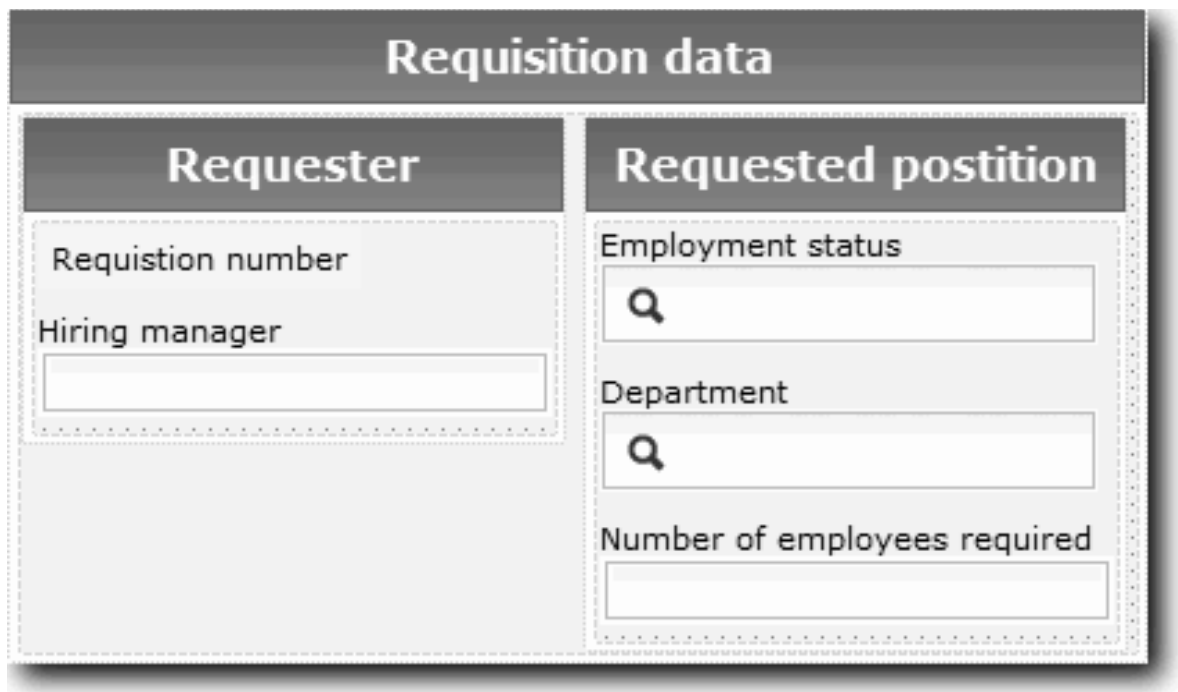 Requisition data
Requester
Requistion number
Hiring manager
Requested postition
Employment status
Department
Number of employees required